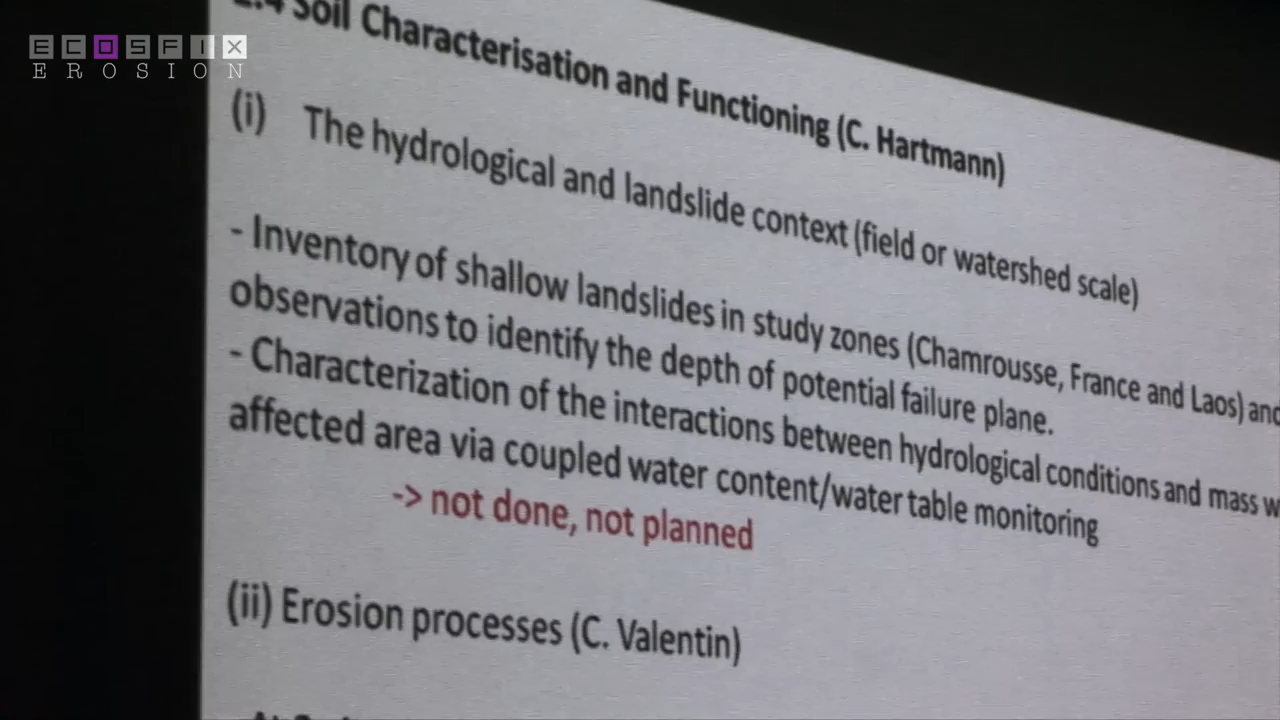 ECOSFIX
EROSION
2.4 Soil Characterisation and Functioning (C. Hartmann)
(i) The hydrological and landslide context (field or watershed scale)
- Inventory of shallow landslides in study zones (Chamrousse, France and Laos) and
observations to identify the depth of potential failure plane.
- Characterization of the interactions between hydrological conditions and mass
affected area via coupled water content/water table monitoring
-> not done, not planned
(ii) Erosion processes (C. Valentin)